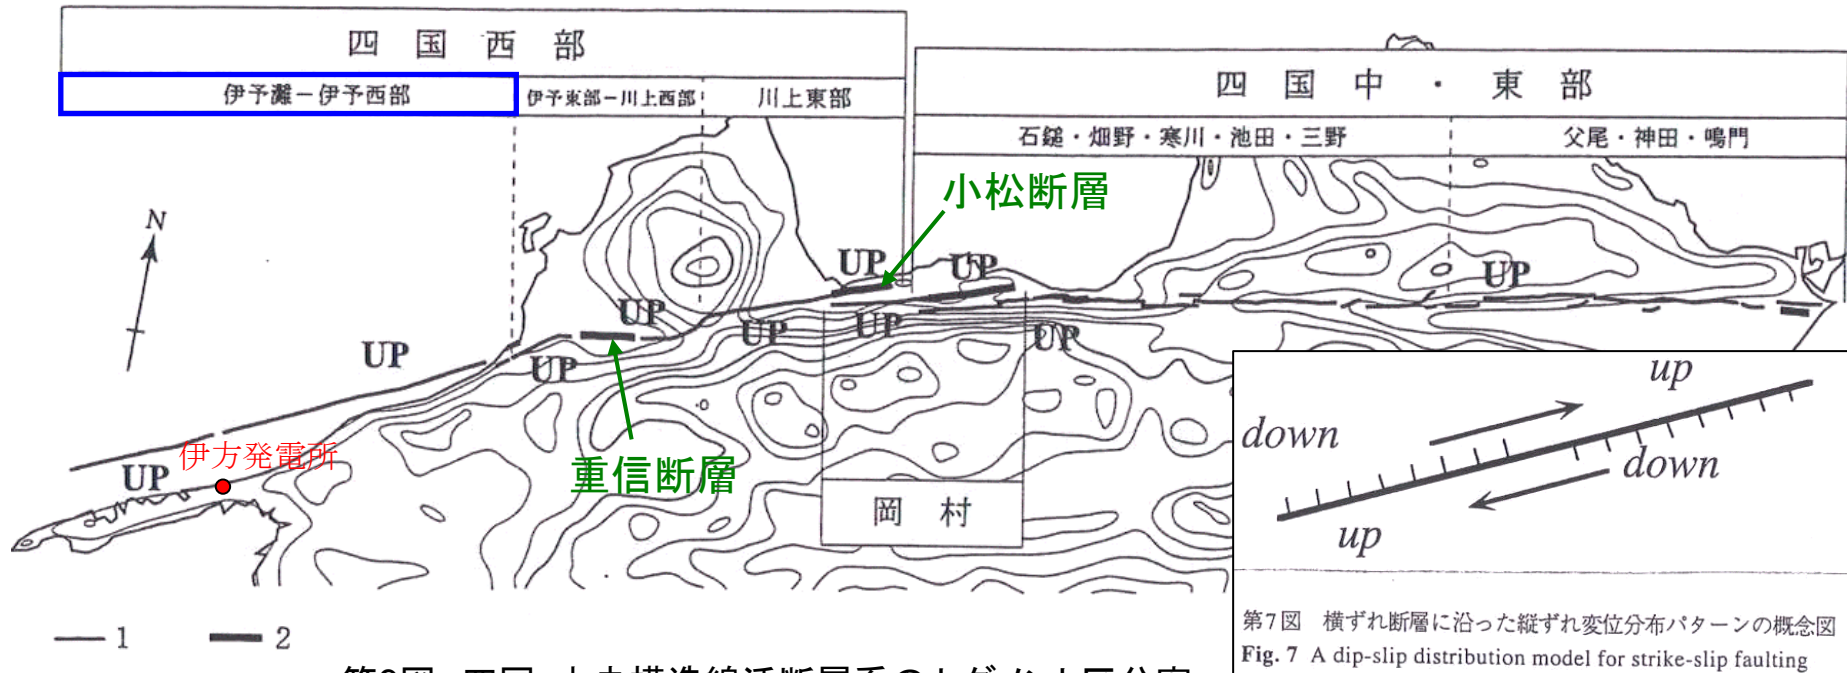 四国西部
四国中・東部
伊予灘－伊予西部
伊予東部－川上西部
川上東部
石鎚・畑野・寒川・池田・三野
父尾・神田・鳴門
小松断層
N
UP
UP
UP
UP
UP
UP
UP
UP
UP
UP
伊方発電所
UP
重信断層
岡村
up
down
down
up
1
2
第7図 横ずれ断層に沿った縦ずれ変位分布パターンの概念図
Fig. 7 A dip-slip distribution model for strike-slip faulting